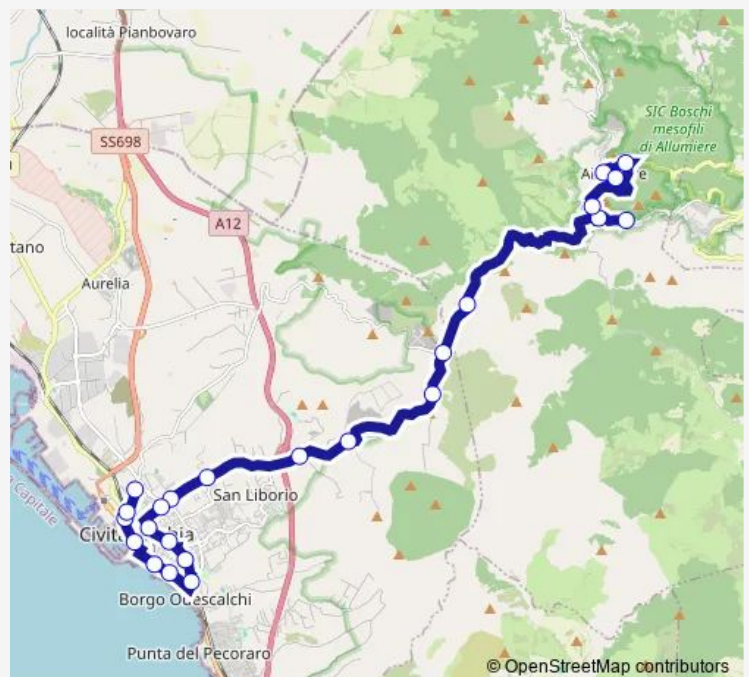 località Pianbovaro
SS698
SIC Boschi
mesofili
di Allumiere
A12
tano
Aurelia
San Liborio
Capitale
Borgo Odescalchi
Punta del Pecoraro
© OpenStreetMap contributors